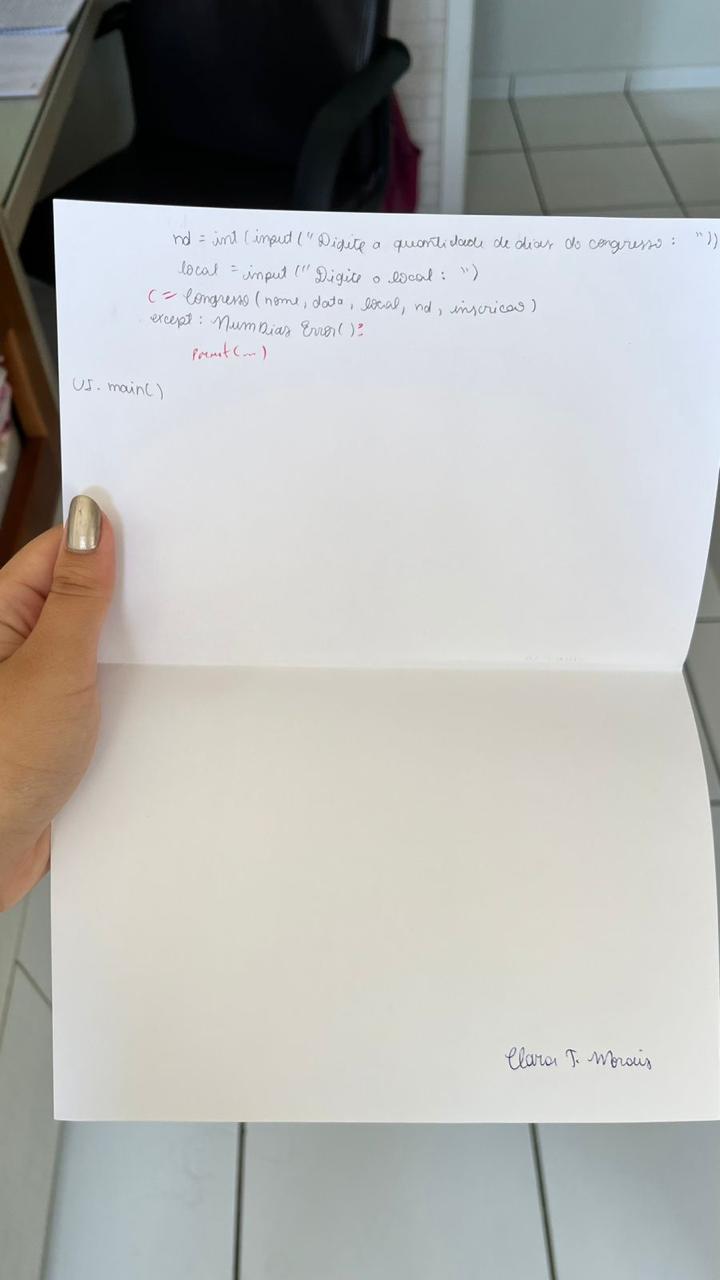 nd = int(input("Digite a quantidade de dias do congresso : "))
local = input("Digite o local : ")
C = Congresso(nome, data, local, nd, inscricao)
except : NumDias Error():
print(...)
UI.main()
Clara T. Morais